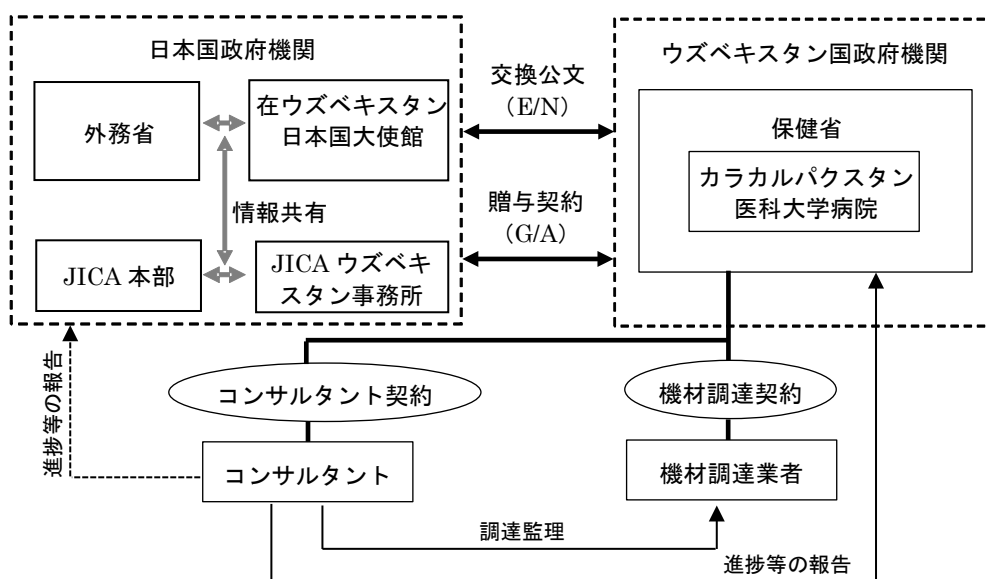 日本国政府機関
外務省
在ウズベキスタン
日本国大使館
情報共有
JICA 本部
JICA ウズベキ
スタン事務所
交換公文
（E/N）
贈与契約
（G/A）
ウズベキスタン国政府機関
保健省
カラカルパクスタン
医科大学病院
進捗等の報告
コンサルタント契約
機材調達契約
コンサルタント
機材調達業者
調達監理
進捗等の報告